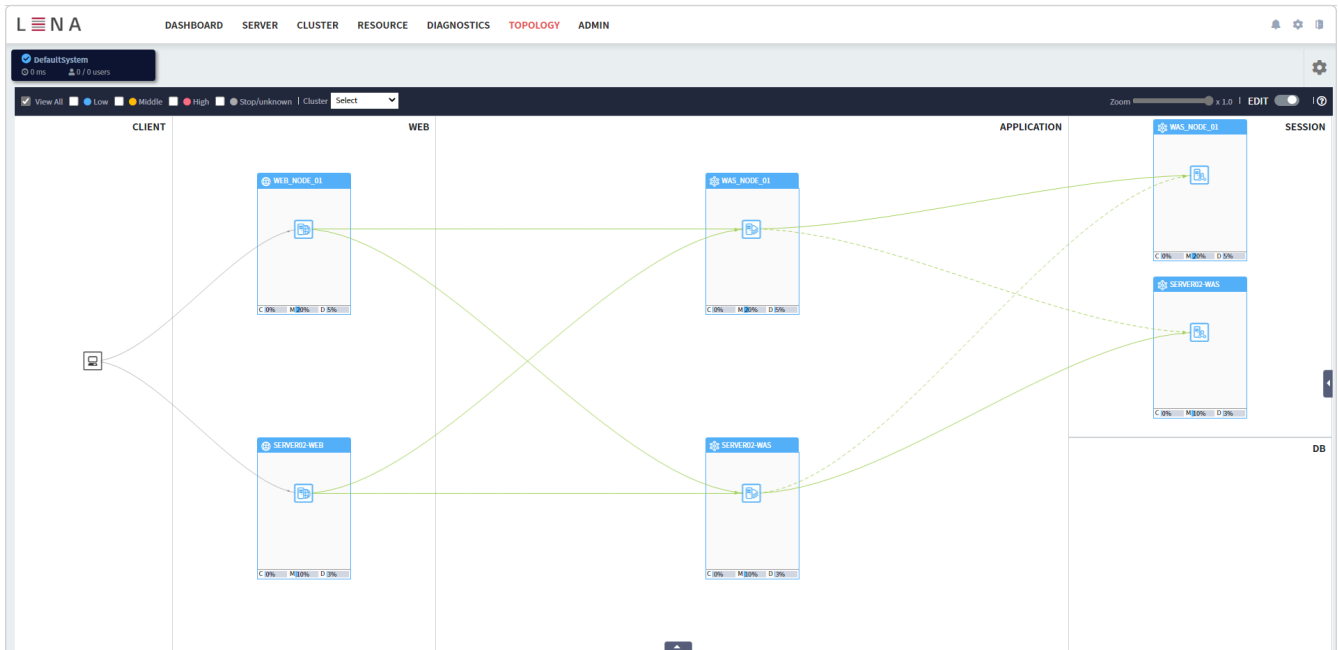 LENA DASHBOARD SERVER CLUSTER RESOURCE DIAGNOSTICS TOPOLOGY ADMIN
DefaultSystem
0 ms 0 / 0 users
View All Low Middle High Stop/unknown | Cluster Select Zoom x 1.0 | EDIT | ?
CLIENT WEB APPLICATION SESSION
WAS_NODE_01
C 0% M 20% D 5%
WEB_NODE_01
C 0% M 20% D 5%
WAS_NODE_01
C 0% M 20% D 5%
SERVER02-WAS
C 0% M 10% D 3%
SERVER02-WEB
C 0% M 10% D 3%
SERVER02-WAS
C 0% M 10% D 3%
DB